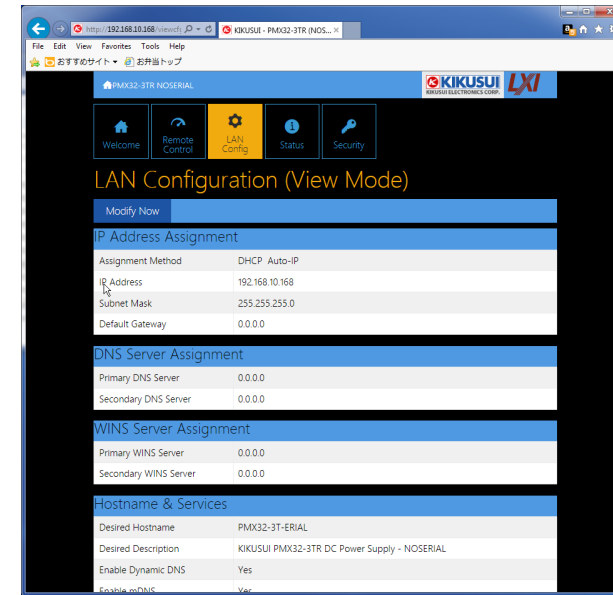 http://192.168.10.168/viewcfg
KIKUSUI - PMX32-3TR (NOS...
File Edit View Favorites Tools Help
おすすめサイト お弁当トップ
PMX32-3TR NOSERIAL
KIKUSUI LXI
KIKUSUI ELECTRONICS CORP.
Welcome Remote Control LAN Config Status Security
LAN Configuration (View Mode)
Modify Now
IP Address Assignment
Assignment Method DHCP Auto-IP
IP Address 192.168.10.168
Subnet Mask 255.255.255.0
Default Gateway 0.0.0.0
DNS Server Assignment
Primary DNS Server 0.0.0.0
Secondary DNS Server 0.0.0.0
WINS Server Assignment
Primary WINS Server 0.0.0.0
Secondary WINS Server 0.0.0.0
Hostname & Services
Desired Hostname PMX32-3T-ERIAL
Desired Description KIKUSUI PMX32-3TR DC Power Supply - NOSERIAL
Enable Dynamic DNS Yes
Enable mDNS Yes